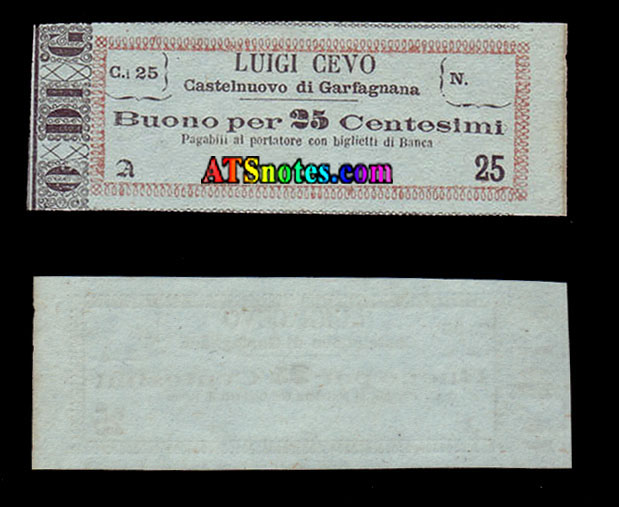 LUIGI CEVO
C.i 25
N.
Castelnuovo di Garfagnana
Buono per 25 Centesimi
Pagabili al portatore con biglietti di Banca
A
25
ATSnotes.com